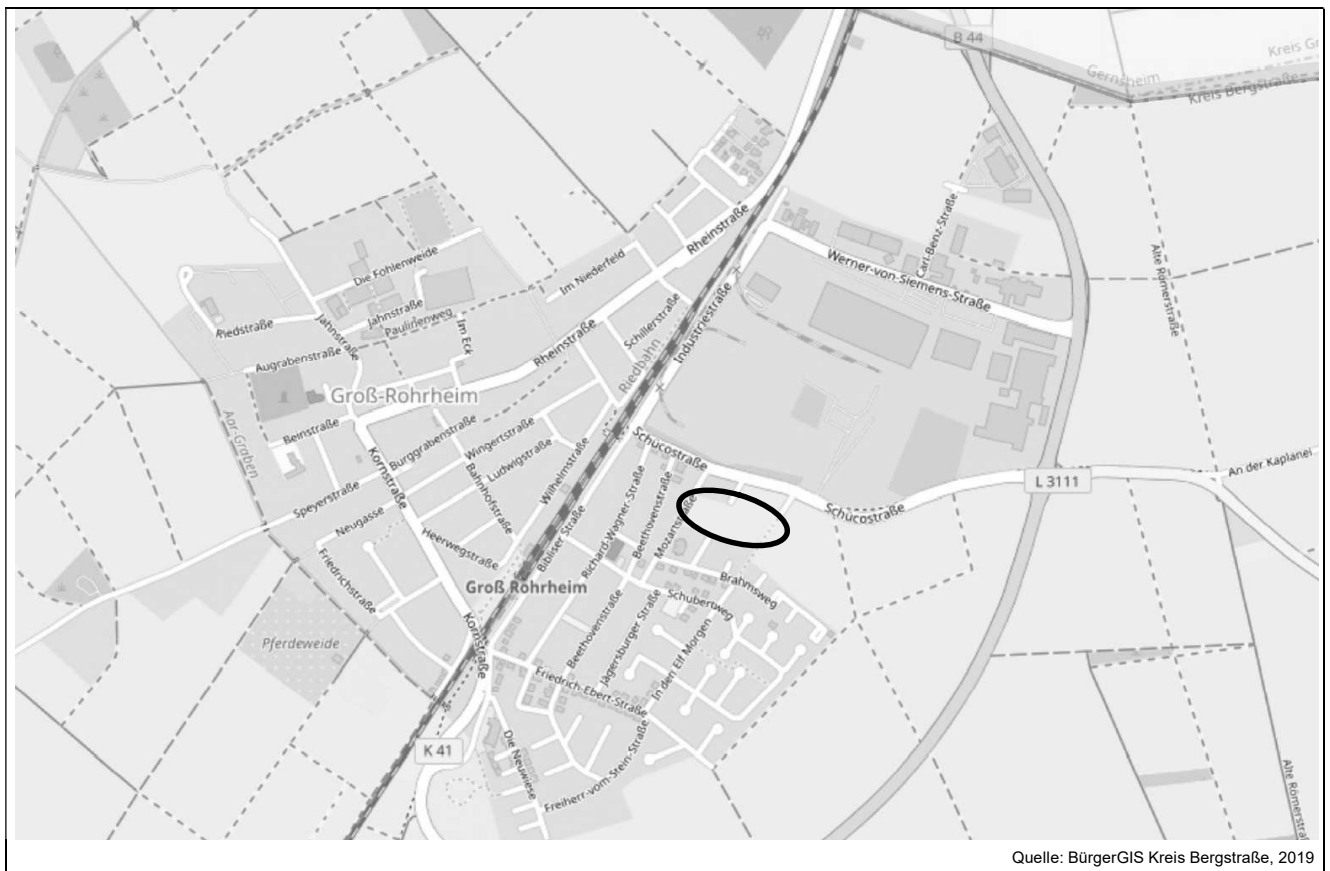 B 44
Kreis Gr
Gernsheim
Kreis Bergstraße
Rheinstraße
Carl-Benz-Straße
Alte Römerstraße
Die Fohlenweide
Im Niederfeld
Werner-von-Siemens-Straße
Jahnstraße
Paulinenweg
Riedstraße
Jahnstraße
Im Eck
Schillerstraße
Industriestraße
Rheinstraße
Riedbahn
Augrabenstraße
Groß-Rohrheim
Beinstraße
Aar-Graben
Burggrabenstraße
Wingertstraße
Ludwigstraße
Kornstraße
Schücostraße
An der Kaplanei
L 3111
Speyerstraße
Bahnhofstraße
Wilhelmstraße
Richard-Wagner-Straße
Beethovenstraße
Mozartstraße
Schücostraße
Neugasse
Heerwegstraße
Bibliser Straße
Friedrichstraße
Groß Rohrheim
Brahmsweg
Schubertweg
Pferdeweide
Kornstraße
Beethovenstraße
Jägersburger Straße
In den Elf Morgen
Friedrich-Ebert-Straße
K 41
Die Neuwiese
Freiherr-vom-Stein-Straße
Alte Römerstraß
Quelle: BürgerGIS Kreis Bergstraße, 2019